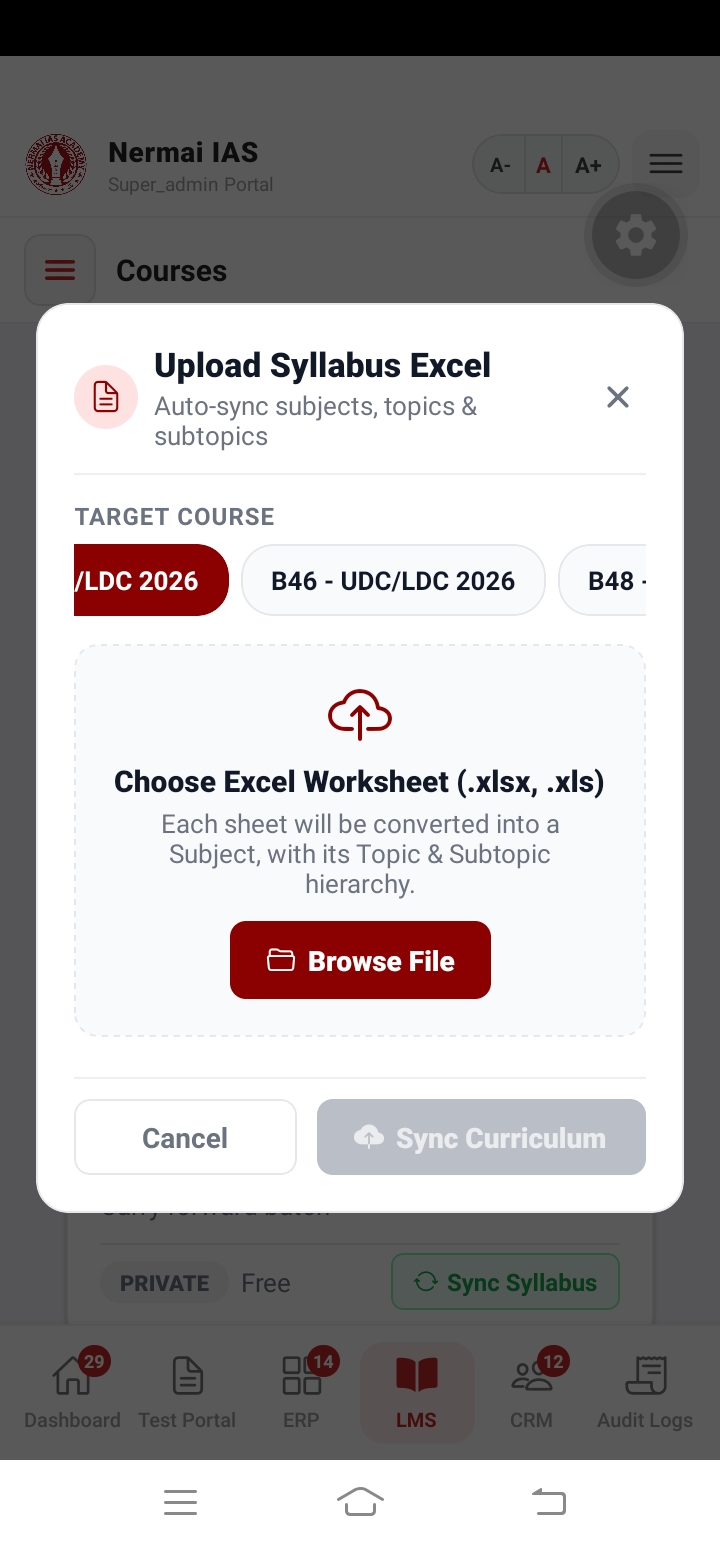 Nermai IAS
Super_admin Portal
A- A A+
Courses
Upload Syllabus Excel
Auto-sync subjects, topics &
subtopics
TARGET COURSE
/LDC 2026
B46 - UDC/LDC 2026
B48 -
Choose Excel Worksheet (.xlsx, .xls)
Each sheet will be converted into a
Subject, with its Topic & Subtopic
hierarchy.
Browse File
Cancel
Sync Curriculum
PRIVATE
Free
Sync Syllabus
29
14
12
Dashboard
Test Portal
ERP
LMS
CRM
Audit Logs